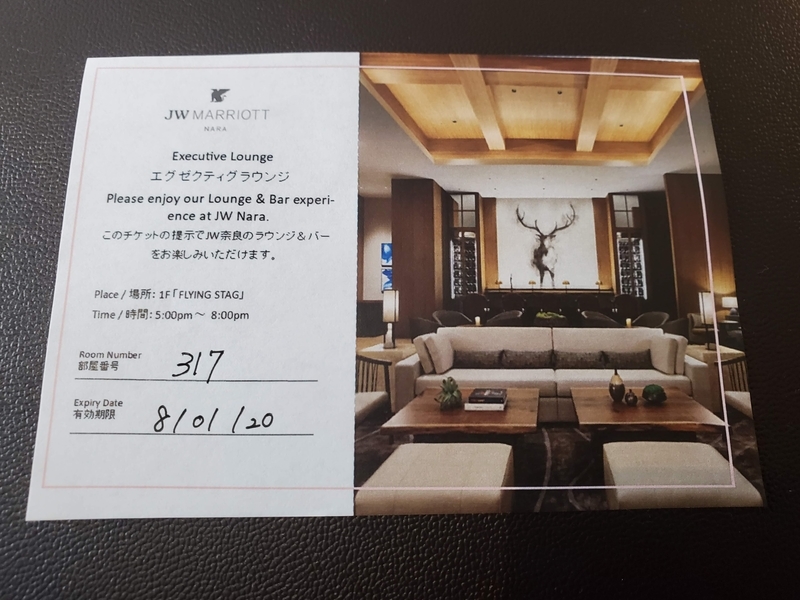 JW MARRIOTT
NARA
Executive Lounge
エグゼクティグラウンジ
Please enjoy our Lounge & Bar experi-
ence at JW Nara.
このチケットの提示でJW奈良のラウンジ＆バー
をお楽しみいただけます。
Place / 場所: 1F「FLYING STAG」
Time / 時間: 5:00pm～ 8:00pm
Room Number
部屋番号 317
Expiry Date
有効期限 8/01/20